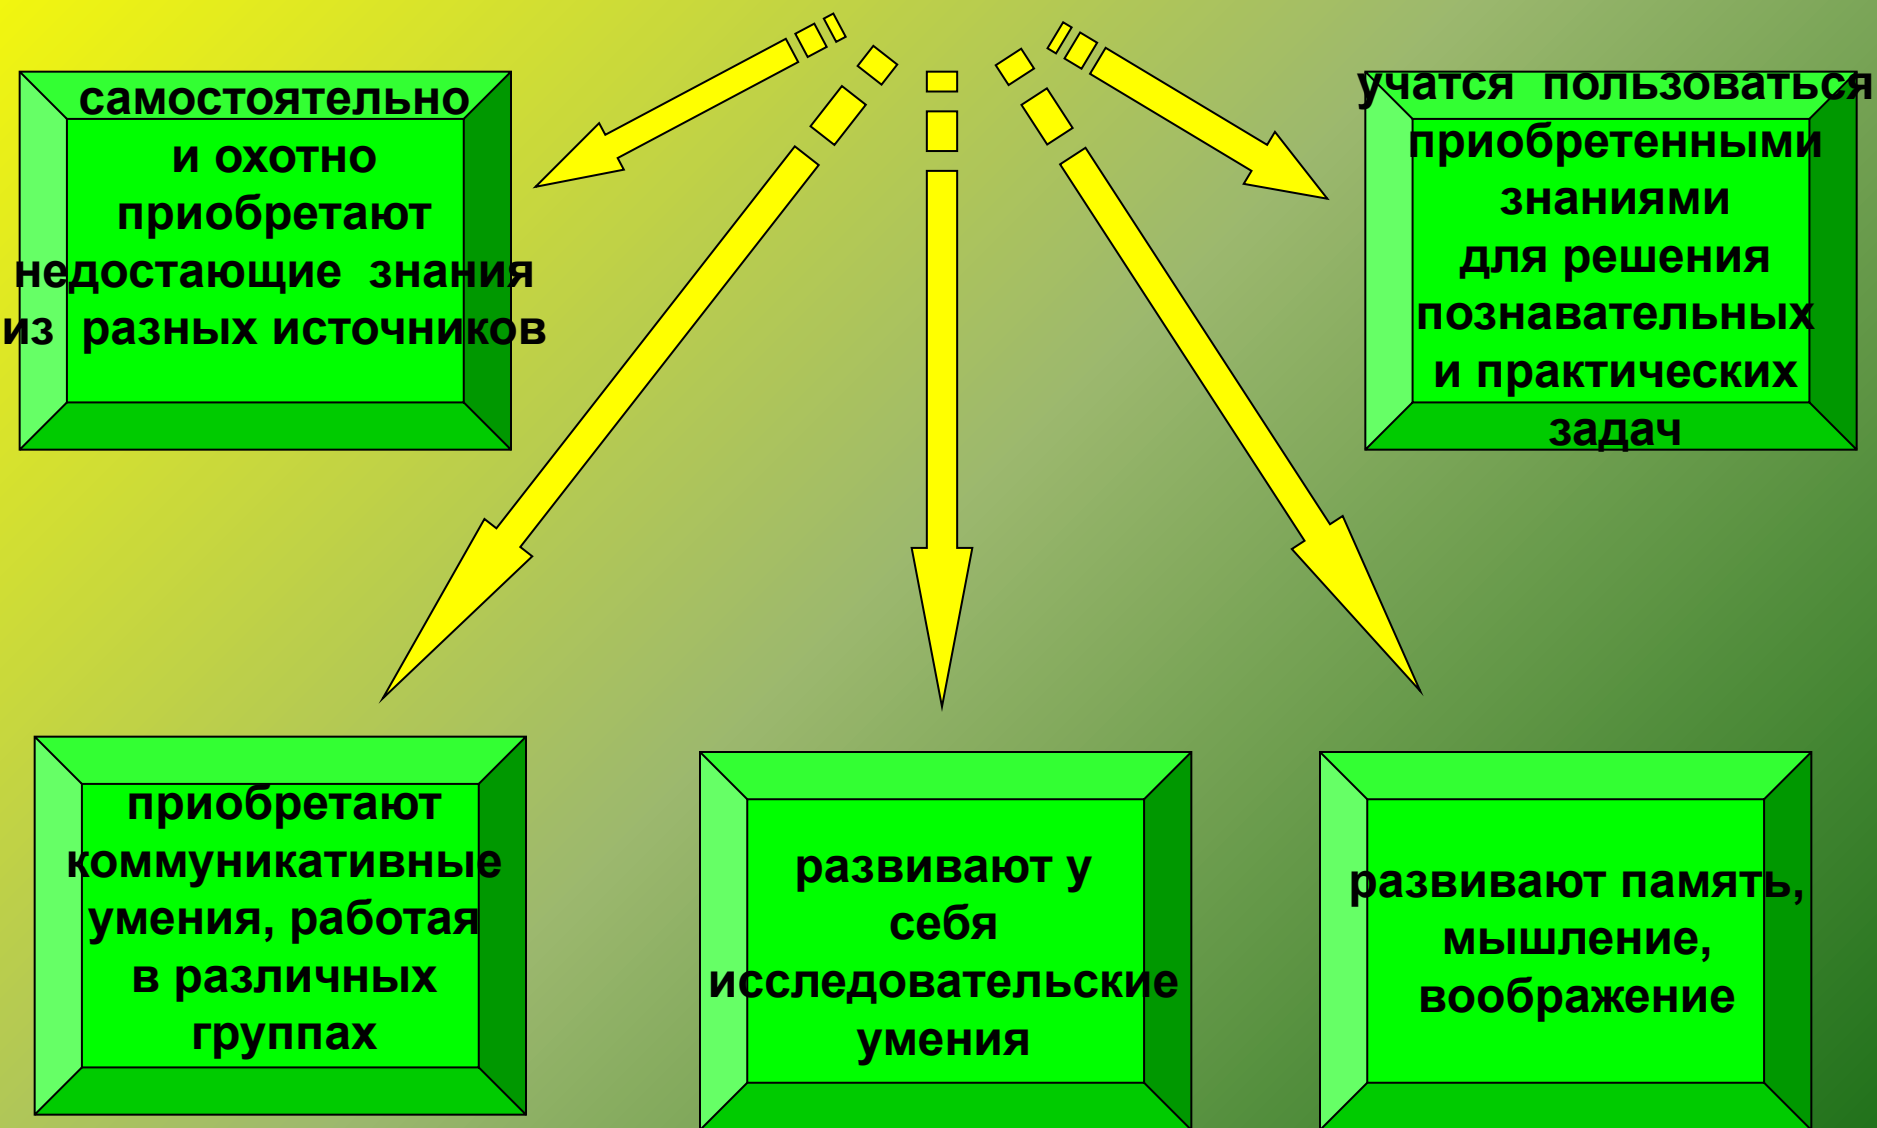 самостоятельно
и охотно
приобретают
недостающие знания
из разных источников
учатся пользоваться
приобретенными
знаниями
для решения
познавательных
и практических
задач
приобретают
коммуникативные
умения, работая
в различных
группах
развивают у
себя
исследовательские
умения
развивают память,
мышление,
воображение